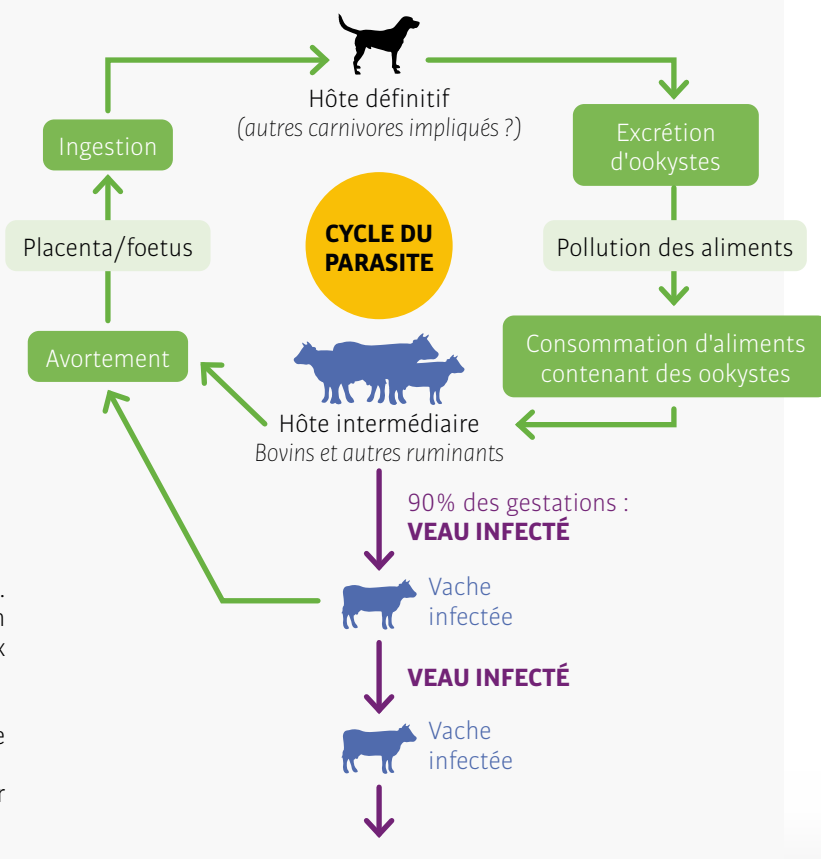 Hôte définitif
(autres carnivores impliqués ?)
Ingestion
Excrétion
d'ookystes
CYCLE DU
PARASITE
Placenta/foetus
Pollution des aliments
Avortement
Consommation d'aliments
contenant des ookystes
Hôte intermédiaire
Bovins et autres ruminants
90% des gestations :
VEAU INFECTÉ
Vache
infectée
VEAU INFECTÉ
Vache
infectée
.
n
x
e
r